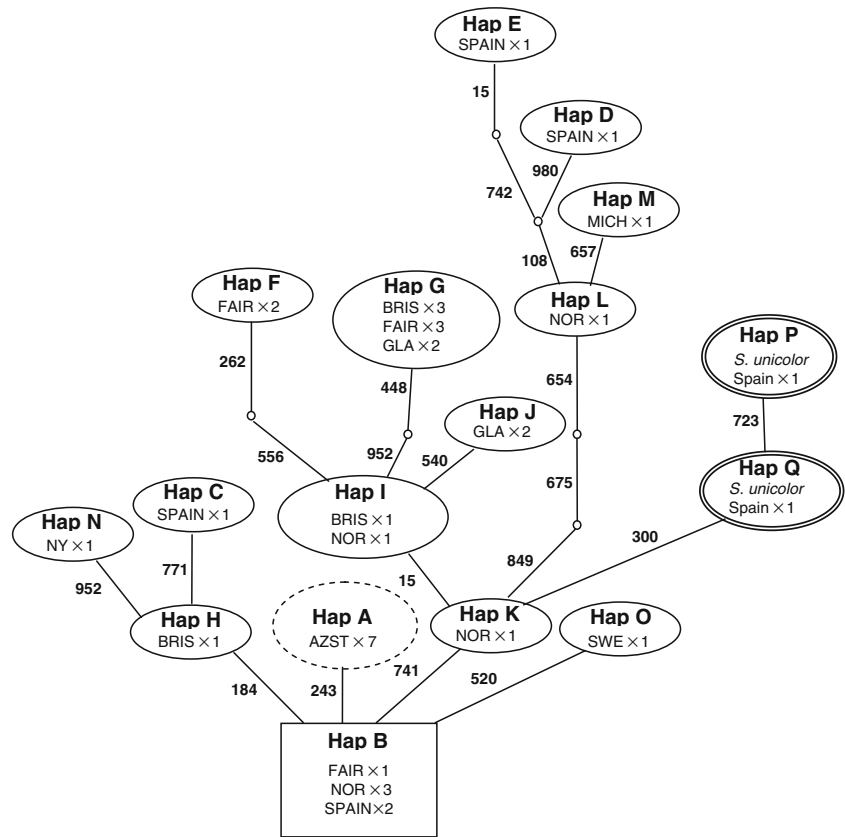 Hap E
SPAIN × 1
15
Hap D
SPAIN × 1
980
742
Hap M
MICH × 1
657
108
Hap F
FAIR × 2
Hap G
BRIS × 3
FAIR × 3
GLA × 2
Hap L
NOR × 1
Hap P
S. unicolor
Spain × 1
262
448
654
723
Hap J
GLA × 2
556
952
540
Hap I
BRIS × 1
NOR × 1
675
Hap Q
S. unicolor
Spain × 1
Hap C
SPAIN × 1
Hap N
NY × 1
300
771
849
952
15
Hap H
BRIS × 1
Hap A
AZST × 7
Hap K
NOR × 1
Hap O
SWE × 1
184
243
741
520
Hap B
FAIR × 1
NOR × 3
SPAIN×2